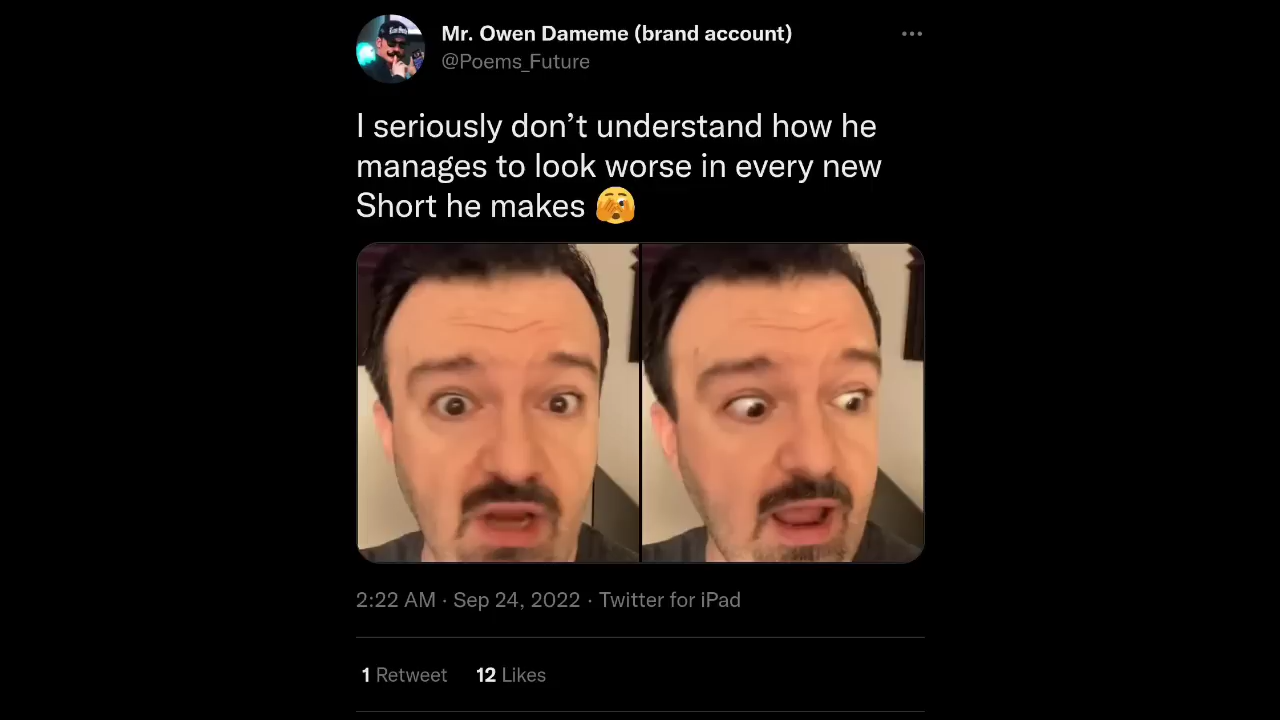 Mr. Owen Dameme (brand account)
@Poems_Future
I seriously don’t understand how he
manages to look worse in every new
Short he makes 🫣
2:22 AM · Sep 24, 2022 · Twitter for iPad
1 Retweet 12 Likes